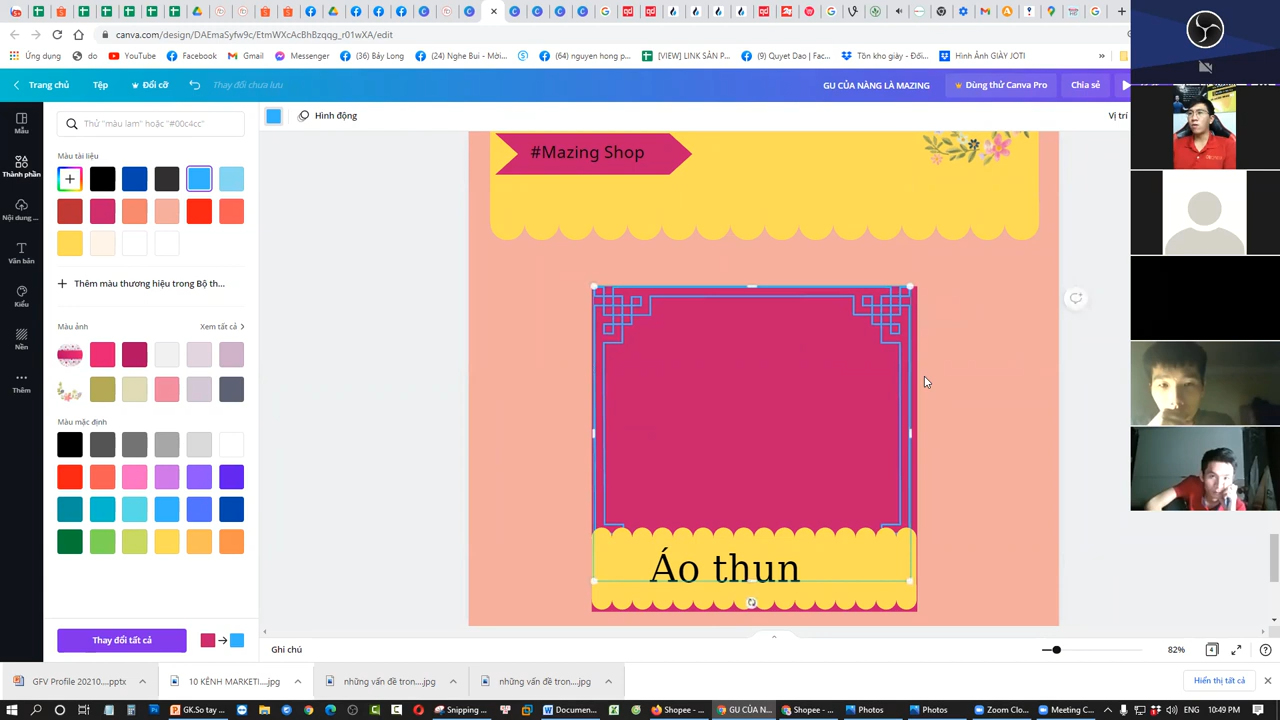 canva.com/design/DAEmaSyfw9c/EtmWXcAcBhBzqqg_r01wXA/edit
Ứng dụng
do
YouTube
Facebook
Gmail
Messenger
(36) Bảy Long
(24) Nghe Bui - Mời...
(64) nguyen hong p...
[VIEW] LINK SẢN P...
(9) Quyet Dao | Fac...
Tồn kho giày - Đối...
Hình Ảnh GIÀY JOTI
Trang chủ
Tệp
Đổi cỡ
Thay đổi chưa lưu
GU CỦA NÀNG LÀ MAZING
Dùng thử Canva Pro
Chia sẻ
Thử "màu lam" hoặc "#00c4cc"
Hình động
Vị trí
Mẫu
Thành phần
Nội dung ...
Văn bản
Kiểu
Nền
Thêm
Màu tài liệu
Thêm màu thương hiệu trong Bộ th...
Màu ảnh
Xem tất cả
Màu mặc định
Thay đổi tất cả
#Mazing Shop
Áo thun
Ghi chú
82%
4
GFV Profile 20210....pptx
10 KÊNH MARKETI....jpg
những vấn đề tron....jpg
những vấn đề tron....jpg
Hiển thị tất cả
GK.So tay ...
Snipping ...
Documen...
Shopee - ...
GU CỦA N...
Shopee - ...
Photos
Photos
Zoom Clo...
Meeting C...
ENG
10:49 PM